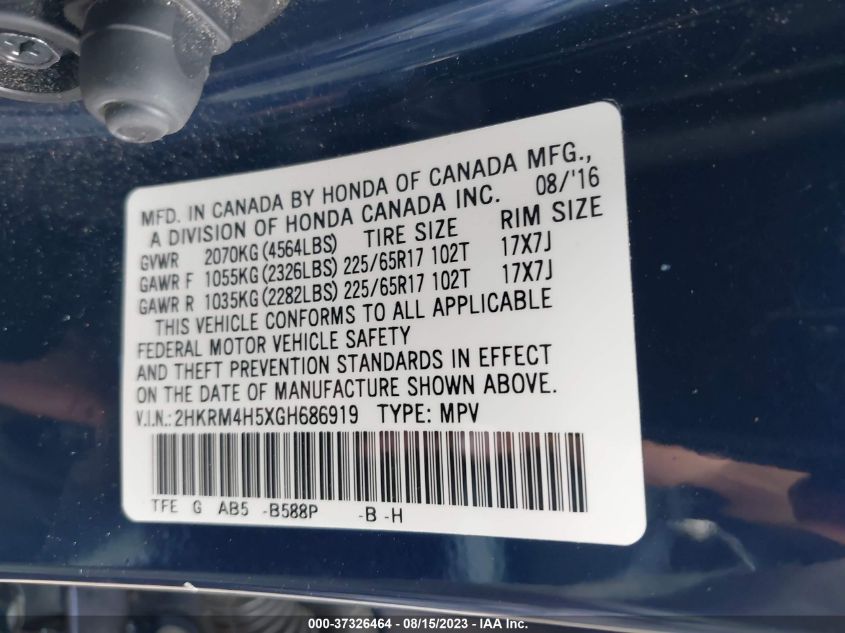 MFD. IN CANADA BY HONDA OF CANADA MFG.,
A DIVISION OF HONDA CANADA INC. 08/'16
GVWR 2070KG (4564LBS) TIRE SIZE RIM SIZE
GAWR F 1055KG (2326LBS) 225/65R17 102T 17X7J
GAWR R 1035KG (2282LBS) 225/65R17 102T 17X7J
THIS VEHICLE CONFORMS TO ALL APPLICABLE
FEDERAL MOTOR VEHICLE SAFETY
AND THEFT PREVENTION STANDARDS IN EFFECT
ON THE DATE OF MANUFACTURE SHOWN ABOVE.
V.I.N.: 2HKRM4H5XGH686919 TYPE: MPV
TFE G AB5 -B588P -B -H
000-37326464 - 08/15/2023 - IAA Inc.